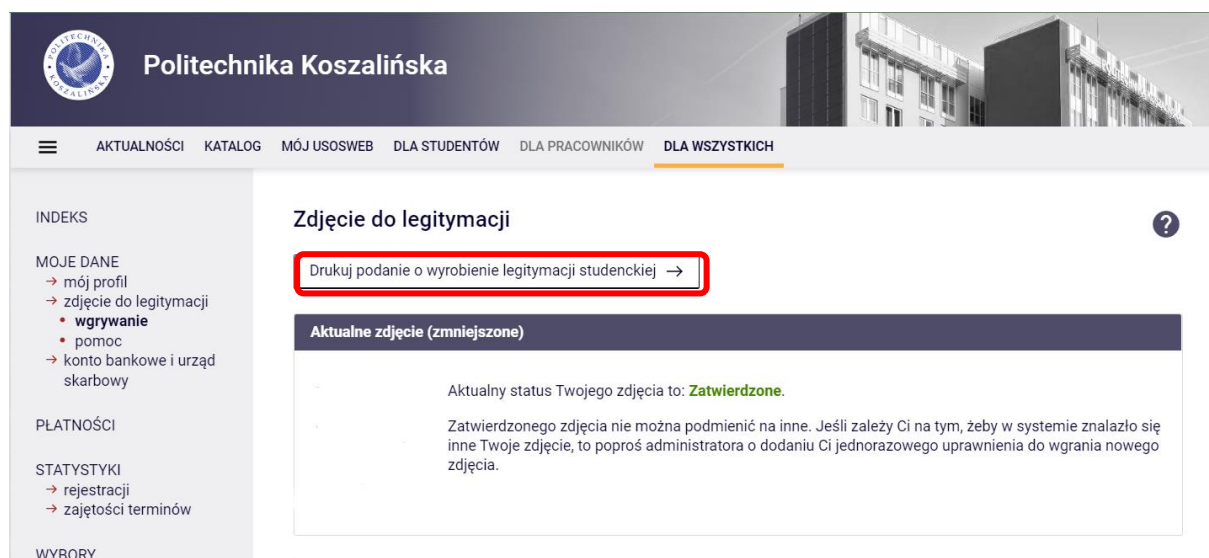 POLITECHNIKA KOSZALIŃSKA
Politechnika Koszalińska
AKTUALNOŚCI KATALOG MÓJ USOSWEB DLA STUDENTÓW DLA PRACOWNIKÓW DLA WSZYSTKICH
INDEKS
MOJE DANE
→ mój profil
→ zdjęcie do legitymacji
• wgrywanie
• pomoc
→ konto bankowe i urząd
skarbowy
PŁATNOŚCI
STATYSTYKI
→ rejestracji
→ zajętości terminów
WYBORY
Zdjęcie do legitymacji
?
Drukuj podanie o wyrobienie legitymacji studenckiej →
Aktualne zdjęcie (zmniejszone)
Aktualny status Twojego zdjęcia to: Zatwierdzone.
Zatwierdzonego zdjęcia nie można podmienić na inne. Jeśli zależy Ci na tym, żeby w systemie znalazło się
inne Twoje zdjęcie, to poproś administratora o dodaniu Ci jednorazowego uprawnienia do wgrania nowego
zdjęcia.